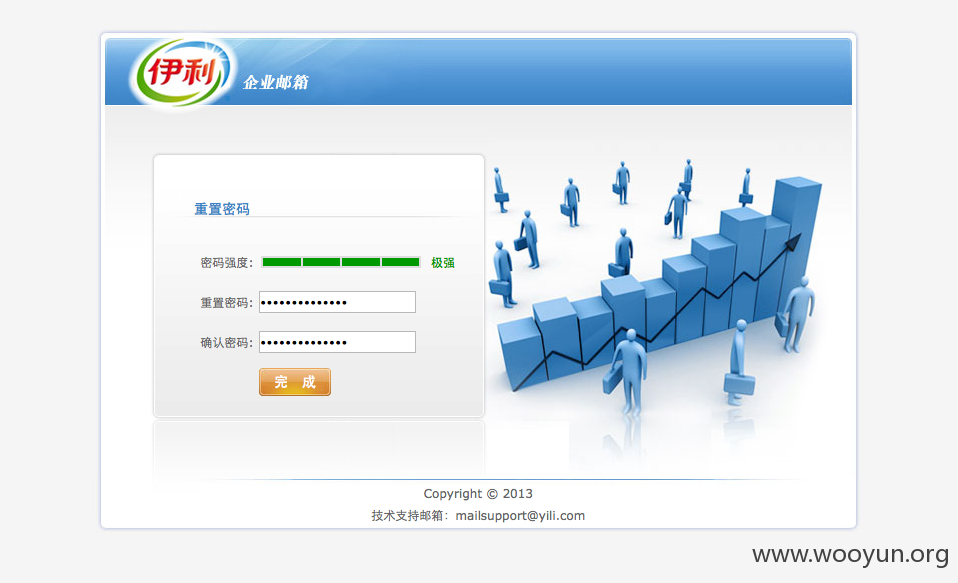 伊利
企业邮箱
重置密码
密码强度: 极强
重置密码: ••••••••••••••
确认密码: ••••••••••••••
完 成
Copyright © 2013
技术支持邮箱: mailsupport@yili.com
www.wooyun.org